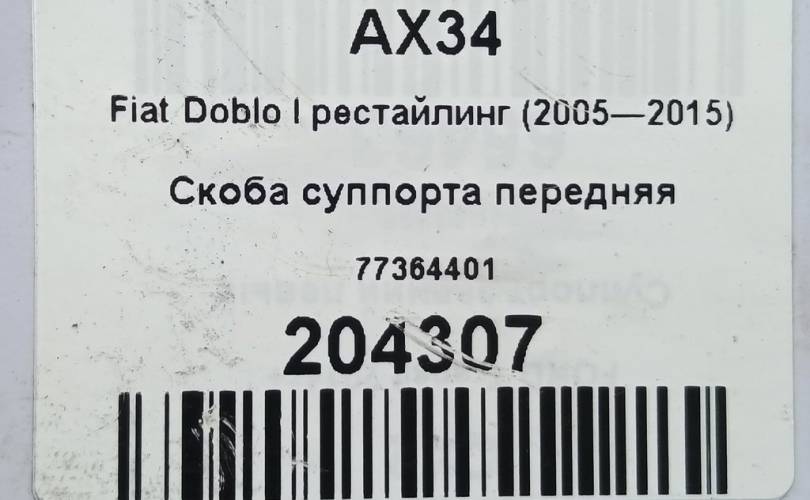 AX34
Fiat Doblo I рестайлинг (2005—2015)
Скоба суппорта передняя
77364401
204307